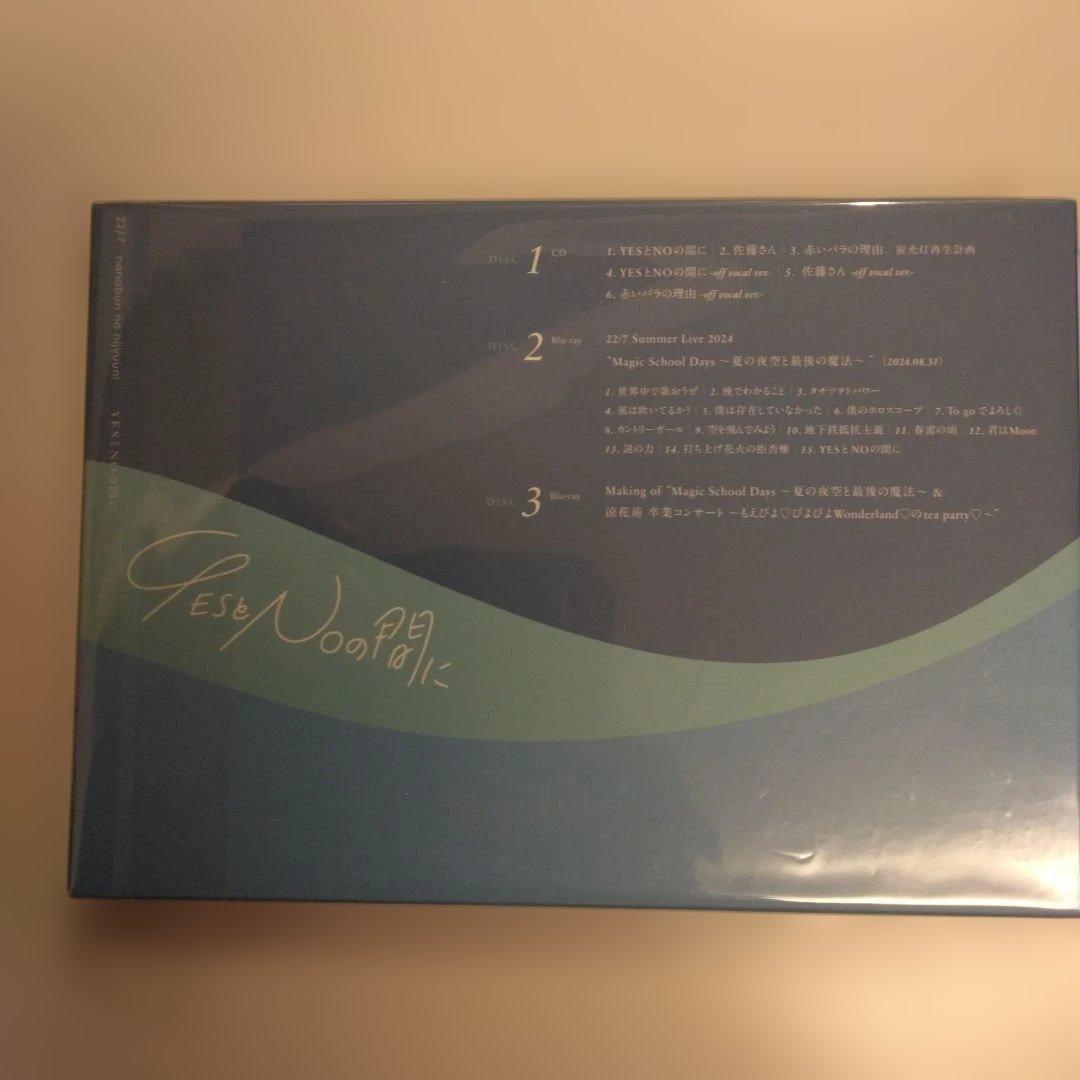 22/7 nanabun no nijyuuni YESとNOの間に
DISC 1 CD
1. YESとNOの間に | 2. 佐藤さん | 3. 赤いバラの理由／蛍光灯再生計画
4. YESとNOの間に -off vocal ver.- | 5. 佐藤さん -off vocal ver.-
6. 赤いバラの理由 -off vocal ver.-
DISC 2 Blu-ray
22/7 Summer Live 2024
"Magic School Days ～夏の夜空と最後の魔法～" (2024.08.31)
1. 世界中で歌おうぜ | 2. 後でわかること | 3. タチツテトパワー
4. 風は吹いてるか? | 5. 僕は存在していなかった | 6. 僕のホロスコープ | 7. To goでよろしく!
8. カントリーガール | 9. 空を飛んでみよう | 10. 地下鉄抵抗主義 | 11. 春雷の頃 | 12. 君はMoon
13. 謎の力 | 14. 打ち上げ花火の拒否権 | 15. YESとNOの間に
DISC 3 Blu-ray
Making of "Magic School Days ～夏の夜空と最後の魔法～ &
涼花萌 卒業コンサート ～もえぴよ♡ぴよぴよWonderland♡のtea party♡～"
YESとNOの間に